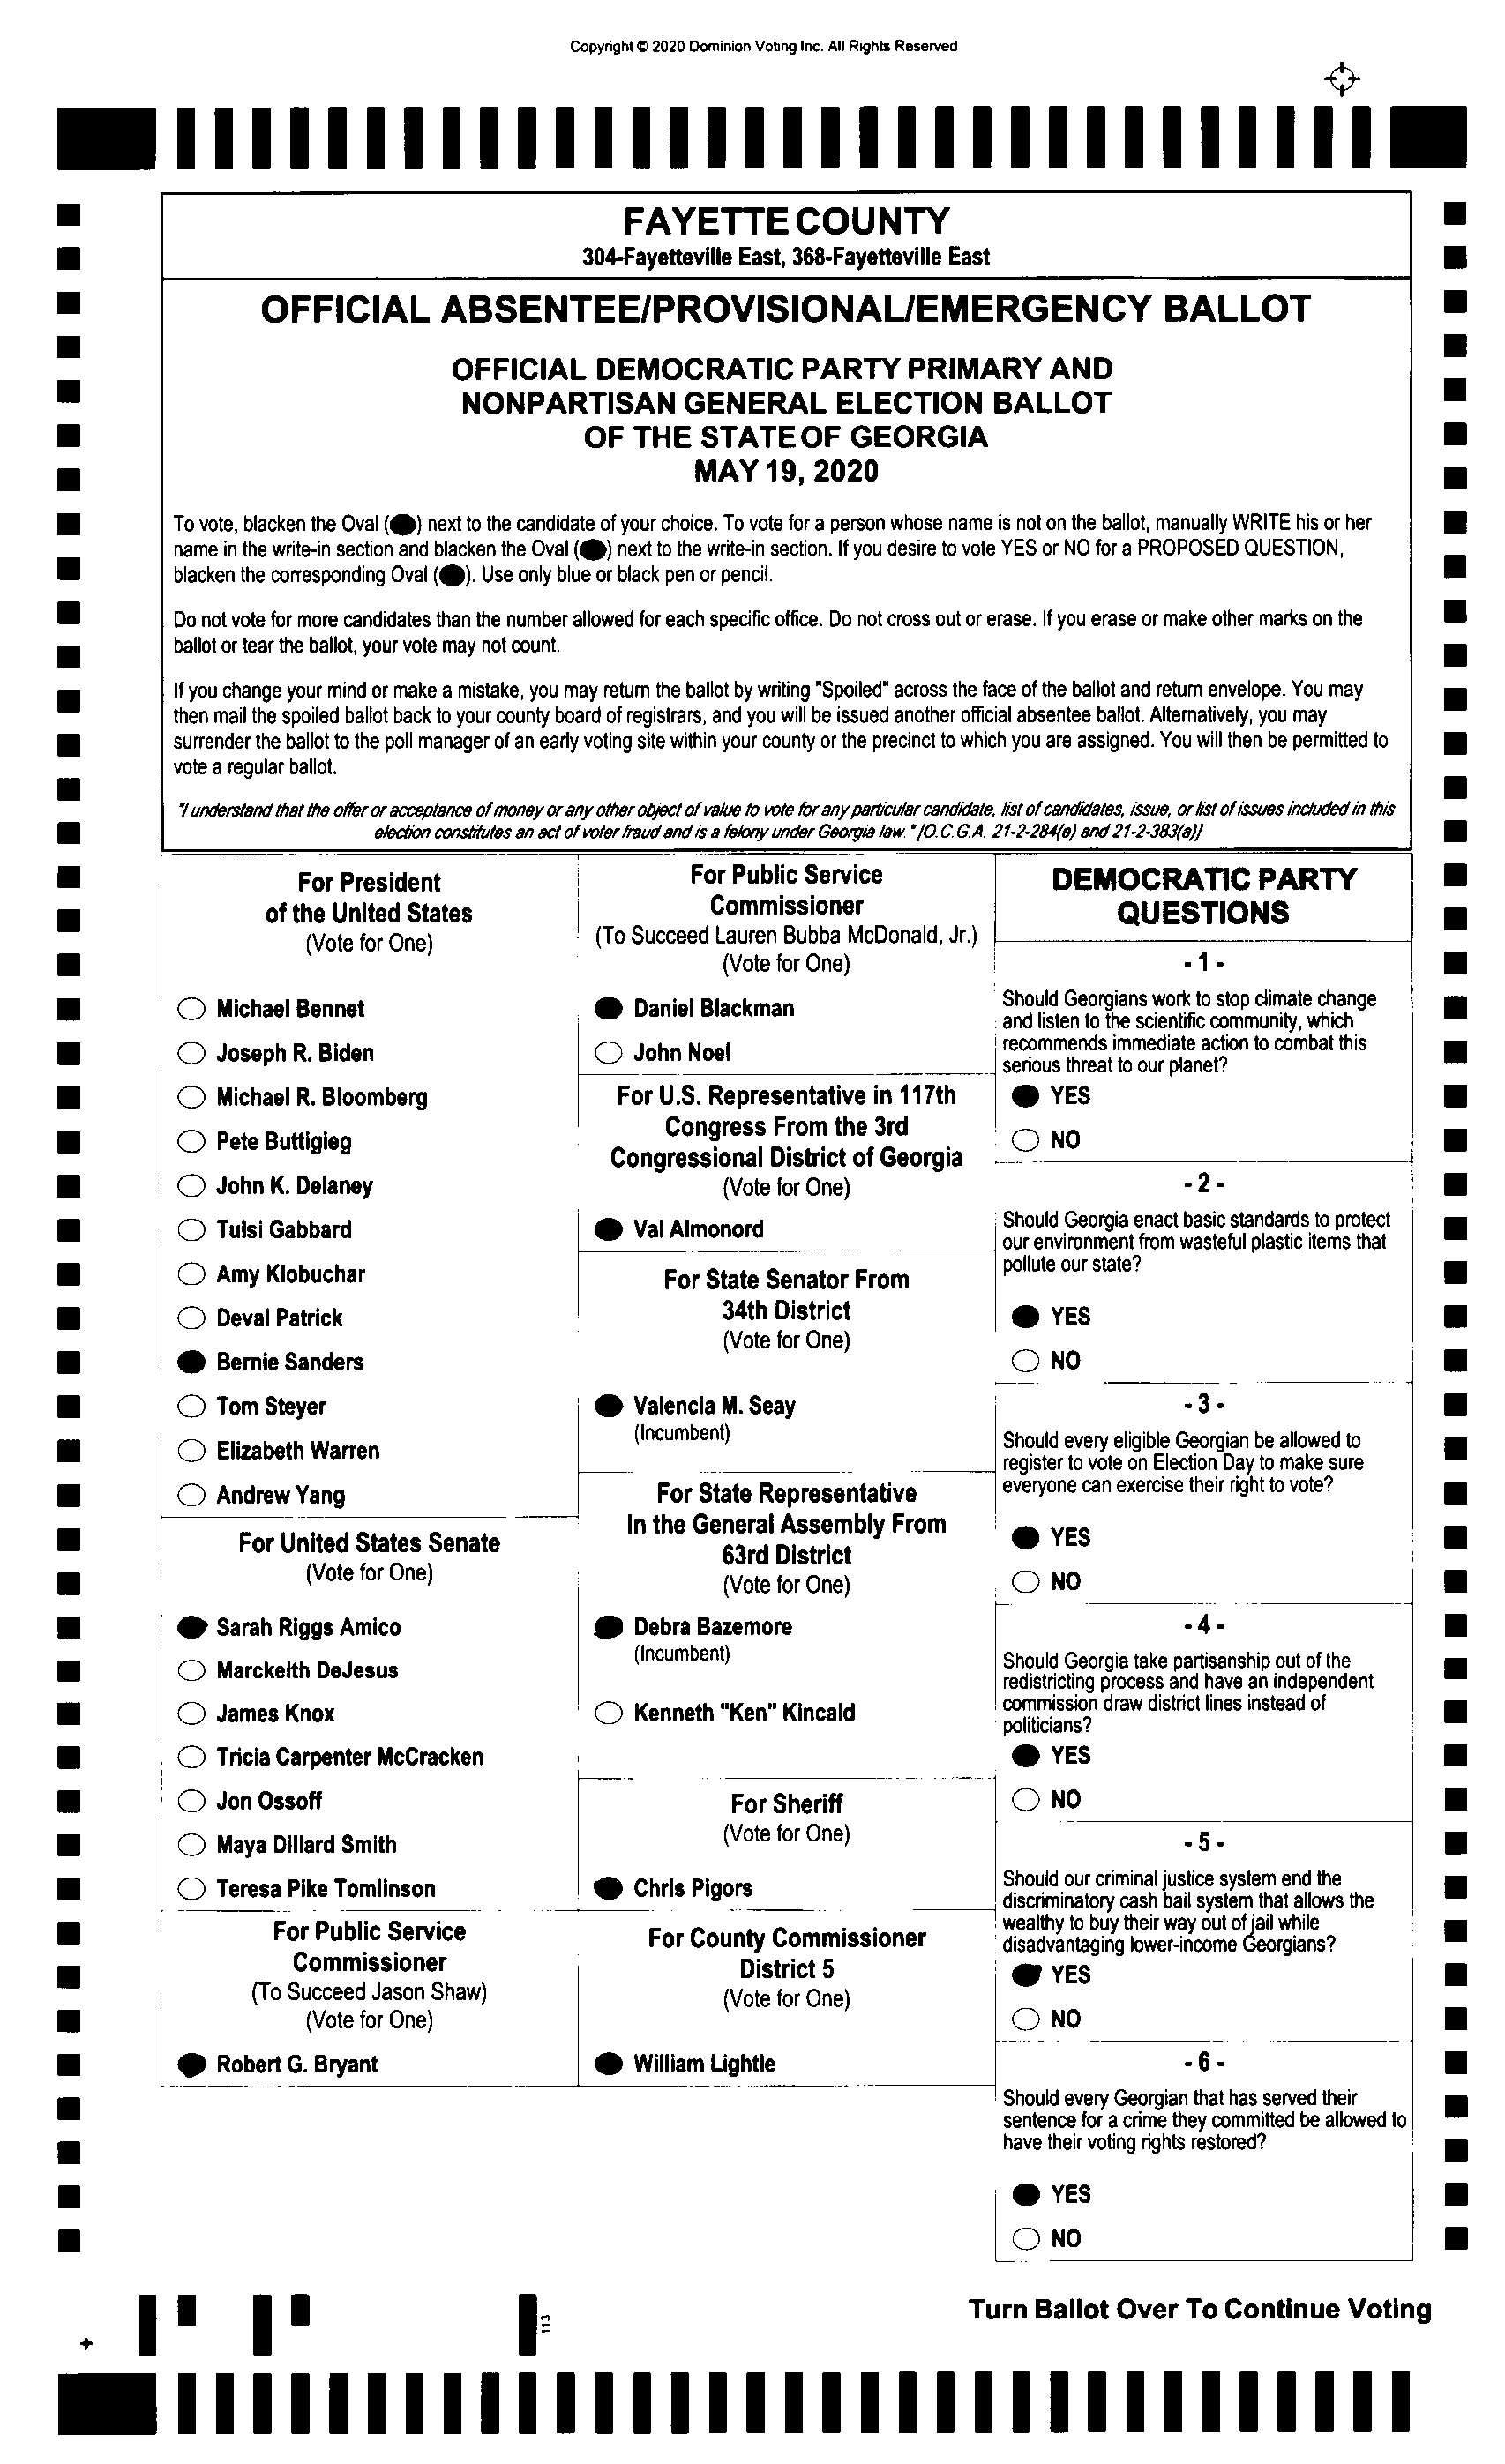 Copyright © 2020 Dominion Voting Inc. All Rights Reserved
FAYETTE COUNTY
304-Fayetteville East, 368-Fayetteville East
OFFICIAL ABSENTEE/PROVISIONAL/EMERGENCY BALLOT
OFFICIAL DEMOCRATIC PARTY PRIMARY AND
NONPARTISAN GENERAL ELECTION BALLOT
OF THE STATE OF GEORGIA
MAY 19, 2020
To vote, blacken the Oval (●) next to the candidate of your choice. To vote for a person whose name is not on the ballot, manually WRITE his or her
name in the write-in section and blacken the Oval (●) next to the write-in section. If you desire to vote YES or NO for a PROPOSED QUESTION,
blacken the corresponding Oval (●). Use only blue or black pen or pencil.
Do not vote for more candidates than the number allowed for each specific office. Do not cross out or erase. If you erase or make other marks on the
ballot or tear the ballot, your vote may not count.
If you change your mind or make a mistake, you may return the ballot by writing "Spoiled" across the face of the ballot and return envelope. You may
then mail the spoiled ballot back to your county board of registrars, and you will be issued another official absentee ballot. Alternatively, you may
surrender the ballot to the poll manager of an early voting site within your county or the precinct to which you are assigned. You will then be permitted to
vote a regular ballot.
"I understand that the offer or acceptance of money or any other object of value to vote for any particular candidate, list of candidates, issue, or list of issues included in this
election constitutes an act of voter fraud and is a felony under Georgia law." [O.C.G.A. 21-2-284(e) and 21-2-383(a)]
For President
of the United States
(Vote for One)
Michael Bennet
Joseph R. Biden
Michael R. Bloomberg
Pete Buttigieg
John K. Delaney
Tulsi Gabbard
Amy Klobuchar
Deval Patrick
Bernie Sanders
Tom Steyer
Elizabeth Warren
Andrew Yang
For United States Senate
(Vote for One)
Sarah Riggs Amico
Marckeith DeJesus
James Knox
Tricia Carpenter McCracken
Jon Ossoff
Maya Dillard Smith
Teresa Pike Tomlinson
For Public Service
Commissioner
(To Succeed Jason Shaw)
(Vote for One)
Robert G. Bryant
For Public Service
Commissioner
(To Succeed Lauren Bubba McDonald, Jr.)
(Vote for One)
Daniel Blackman
John Noel
For U.S. Representative in 117th
Congress From the 3rd
Congressional District of Georgia
(Vote for One)
Val Almonord
For State Senator From
34th District
(Vote for One)
Valencia M. Seay
(Incumbent)
For State Representative
In the General Assembly From
63rd District
(Vote for One)
Debra Bazemore
(Incumbent)
Kenneth "Ken" Kincaid
For Sheriff
(Vote for One)
Chris Pigors
For County Commissioner
District 5
(Vote for One)
William Lightle
DEMOCRATIC PARTY
QUESTIONS
- 1 -
Should Georgians work to stop climate change
and listen to the scientific community, which
recommends immediate action to combat this
serious threat to our planet?
YES
NO
- 2 -
Should Georgia enact basic standards to protect
our environment from wasteful plastic items that
pollute our state?
YES
NO
- 3 -
Should every eligible Georgian be allowed to
register to vote on Election Day to make sure
everyone can exercise their right to vote?
YES
NO
- 4 -
Should Georgia take partisanship out of the
redistricting process and have an independent
commission draw district lines instead of
politicians?
YES
NO
- 5 -
Should our criminal justice system end the
discriminatory cash bail system that allows the
wealthy to buy their way out of jail while
disadvantaging lower-income Georgians?
YES
NO
- 6 -
Should every Georgian that has served their
sentence for a crime they committed be allowed to
have their voting rights restored?
YES
NO
Turn Ballot Over To Continue Voting
113